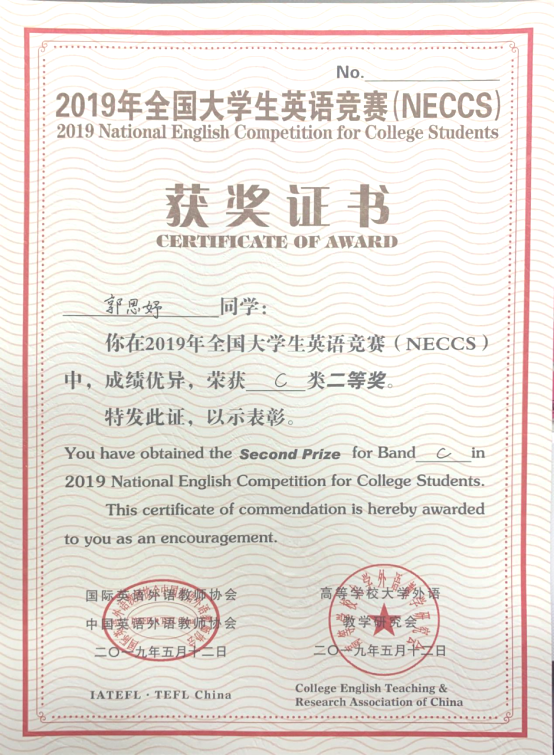 No.
2019年全国大学生英语竞赛(NECCS)
2019 National English Competition for College Students
获奖证书
CERTIFICATE OF AWARD
郭思妤 同学：
你在2019年全国大学生英语竞赛（NECCS）
中，成绩优异，荣获 C 类二等奖。
特发此证，以示表彰。
You have obtained the Second Prize for Band C in
2019 National English Competition for College Students.
This certificate of commendation is hereby awarded
to you as an encouragement.
国际英语外语教师协会
中国英语外语教师协会
二〇一九年五月十二日
IATEFL · TEFL China
高等学校大学外语
教学研究会
二〇一九年五月十二日
College English Teaching &
Research Association of China